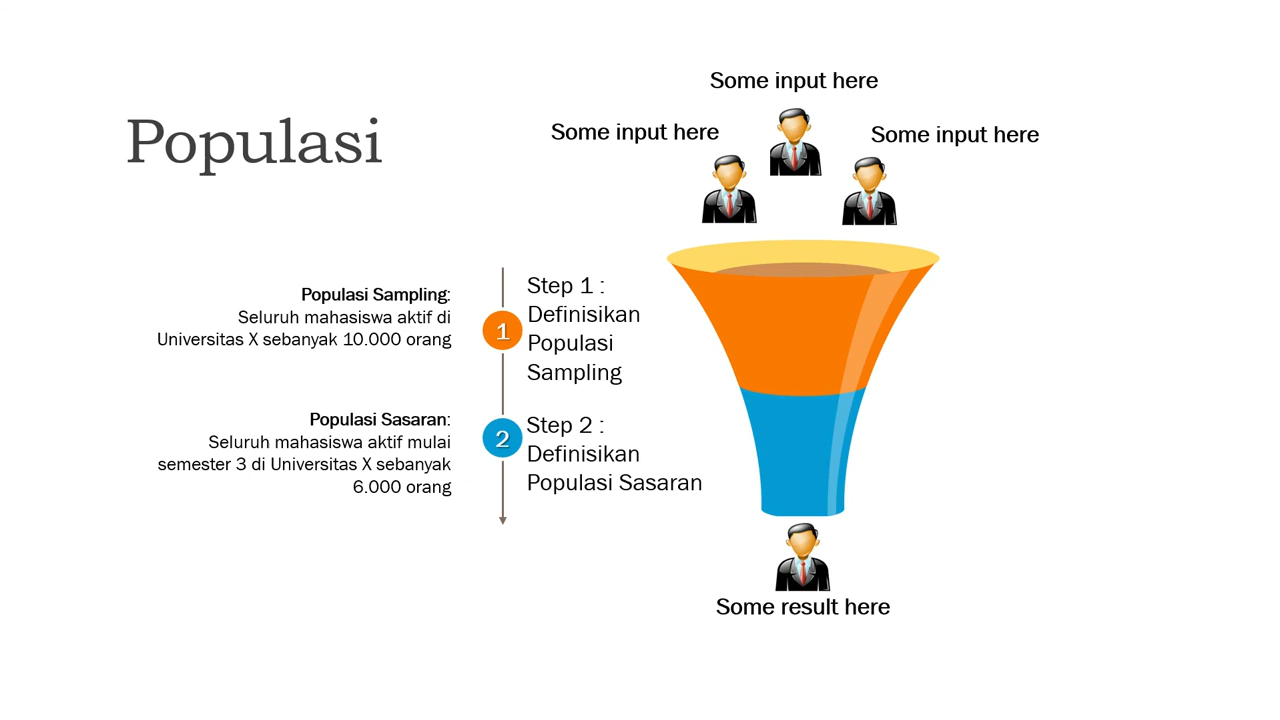 Populasi
Some input here
Some input here
Some input here
Populasi Sampling:
Seluruh mahasiswa aktif di
Universitas X sebanyak 10.000 orang
1
Step 1 :
Definisikan
Populasi
Sampling
Populasi Sasaran:
Seluruh mahasiswa aktif mulai
semester 3 di Universitas X sebanyak
6.000 orang
2
Step 2 :
Definisikan
Populasi Sasaran
Some result here